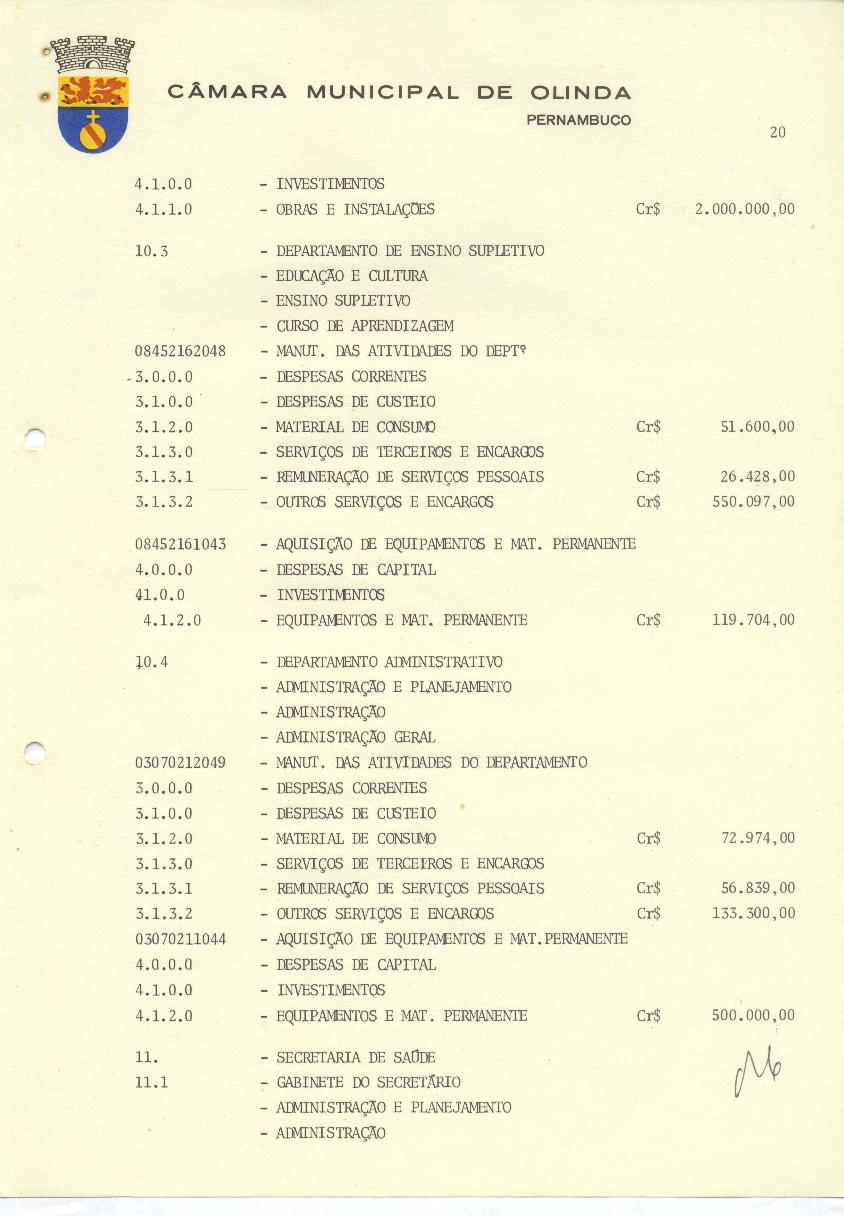 CÂMARA MUNICIPAL DE OLINDA
PERNAMBUCO
20
4.1.0.0 - INVESTIMENTOS
4.1.1.0 - OBRAS E INSTALAÇÕES Cr$ 2.000.000,00
10.3 - DEPARTAMENTO DE ENSINO SUPLETIVO
- EDUCAÇÃO E CULTURA
- ENSINO SUPLETIVO
- CURSO DE APRENDIZAGEM
08452162048 - MANUT. DAS ATIVIDADES DO DEPTº
3.0.0.0 - DESPESAS CORRENTES
3.1.0.0 - DESPESAS DE CUSTEIO
3.1.2.0 - MATERIAL DE CONSUMO Cr$ 51.600,00
3.1.3.0 - SERVIÇOS DE TERCEIROS E ENCARGOS
3.1.3.1 - REMUNERAÇÃO DE SERVIÇOS PESSOAIS Cr$ 26.428,00
3.1.3.2 - OUTROS SERVIÇOS E ENCARGOS Cr$ 550.097,00
08452161043 - AQUISIÇÃO DE EQUIPAMENTOS E MAT. PERMANENTE
4.0.0.0 - DESPESAS DE CAPITAL
41.0.0 - INVESTIMENTOS
4.1.2.0 - EQUIPAMENTOS E MAT. PERMANENTE Cr$ 119.704,00
10.4 - DEPARTAMENTO ADMINISTRATIVO
- ADMINISTRAÇÃO E PLANEJAMENTO
- ADMINISTRAÇÃO
- ADMINISTRAÇÃO GERAL
03070212049 - MANUT. DAS ATIVIDADES DO DEPARTAMENTO
3.0.0.0 - DESPESAS CORRENTES
3.1.0.0 - DESPESAS DE CUSTEIO
3.1.2.0 - MATERIAL DE CONSUMO Cr$ 72.974,00
3.1.3.0 - SERVIÇOS DE TERCEIROS E ENCARGOS
3.1.3.1 - REMUNERAÇÃO DE SERVIÇOS PESSOAIS Cr$ 56.839,00
3.1.3.2 - OUTROS SERVIÇOS E ENCARGOS Cr$ 133.300,00
03070211044 - AQUISIÇÃO DE EQUIPAMENTOS E MAT.PERMANENTE
4.0.0.0 - DESPESAS DE CAPITAL
4.1.0.0 - INVESTIMENTOS
4.1.2.0 - EQUIPAMENTOS E MAT. PERMANENTE Cr$ 500.000,00
11. - SECRETARIA DE SAÚDE
11.1 - GABINETE DO SECRETÁRIO
- ADMINISTRAÇÃO E PLANEJAMENTO
- ADMINISTRAÇÃO